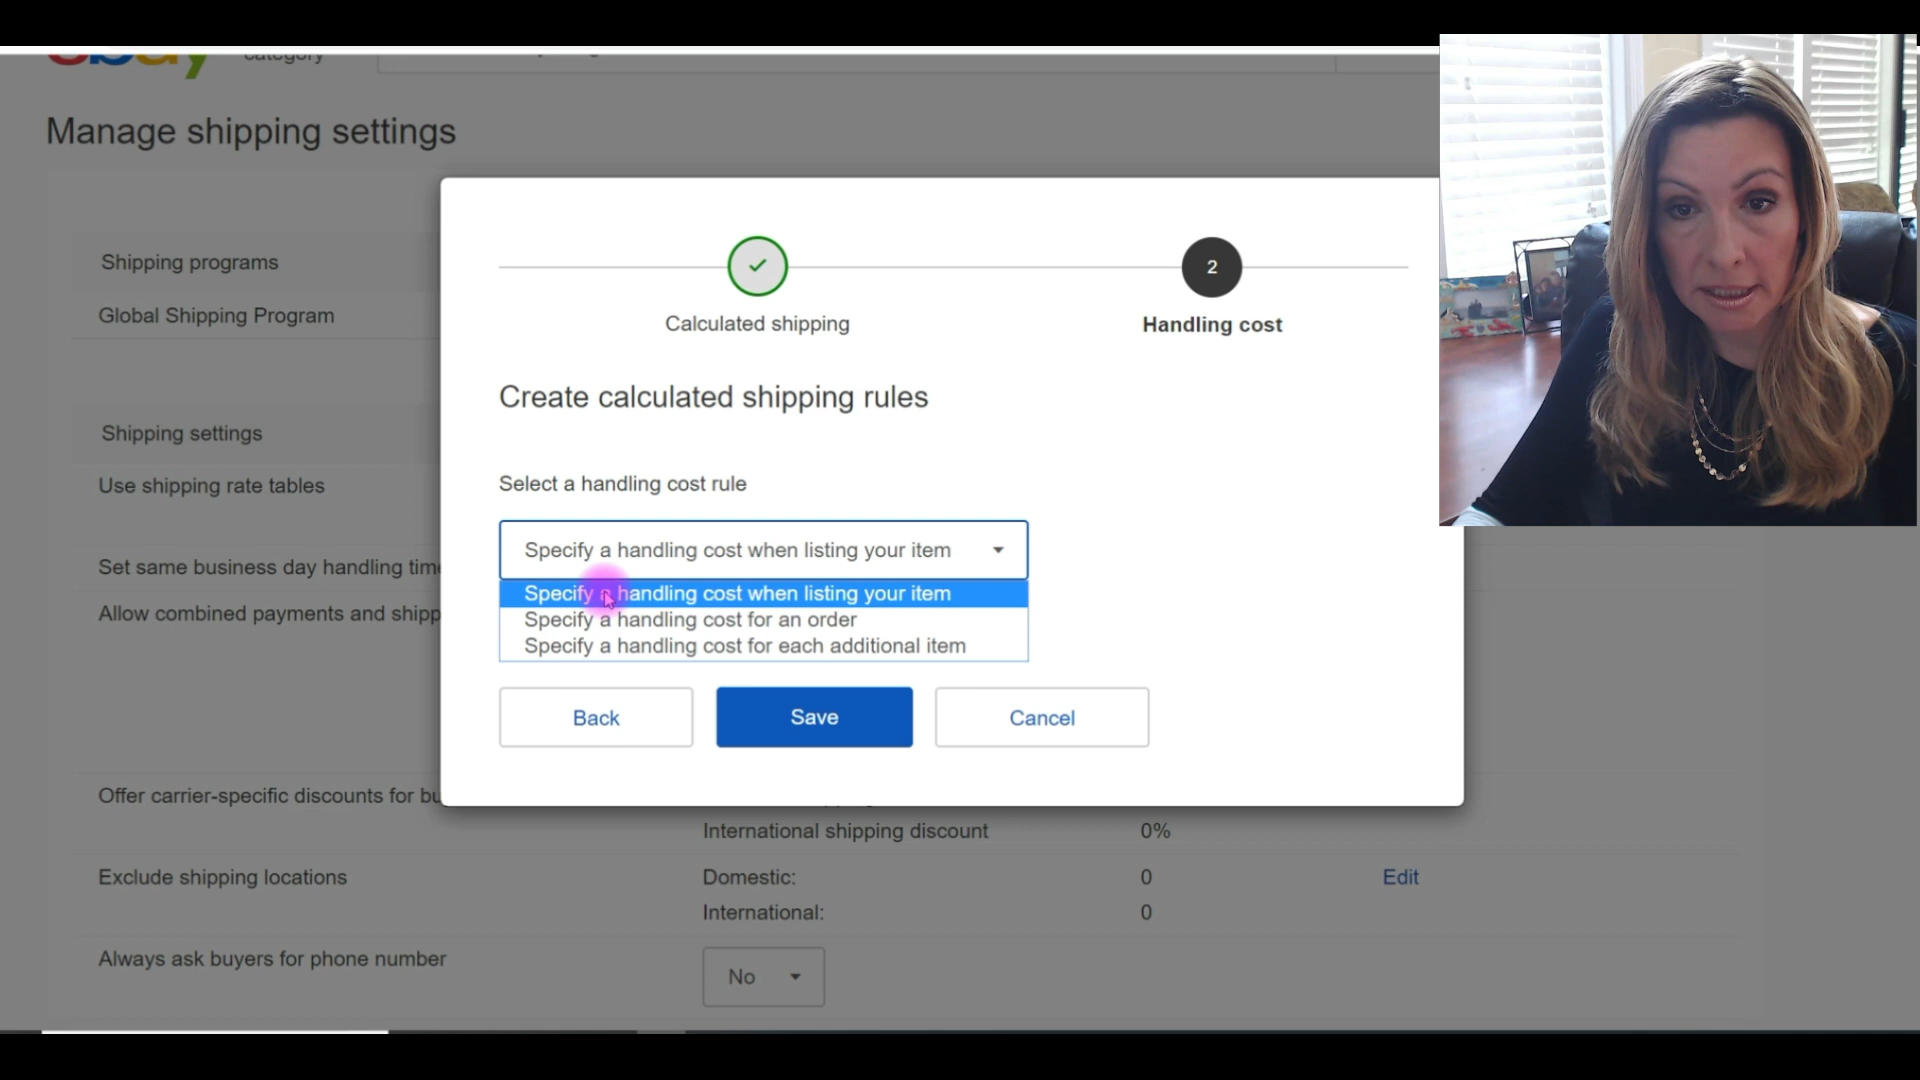 ebay
category
Manage shipping settings
Shipping programs
Global Shipping Program
Shipping settings
Use shipping rate tables
Set same business day handling time
Allow combined payments and shipp
Offer carrier-specific discounts for bu
International shipping discount 0%
Exclude shipping locations
Domestic: 0 Edit
International: 0
Always ask buyers for phone number
No
2
Calculated shipping
Handling cost
Create calculated shipping rules
Select a handling cost rule
Specify a handling cost when listing your item
Specify a handling cost when listing your item
Specify a handling cost for an order
Specify a handling cost for each additional item
Back
Save
Cancel